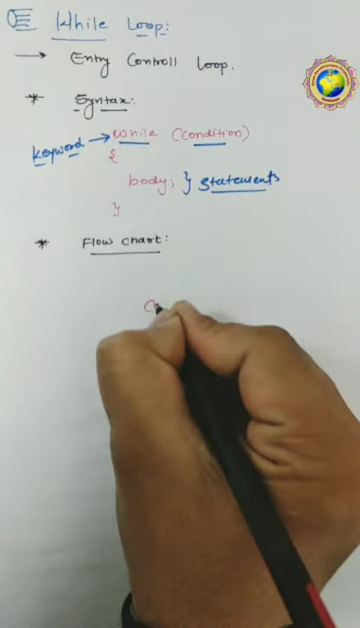 While Loop:
→ Entry Controll Loop.
* Syntax:
keyword → while (condition)
{
body; } statements
}
* Flow chart: